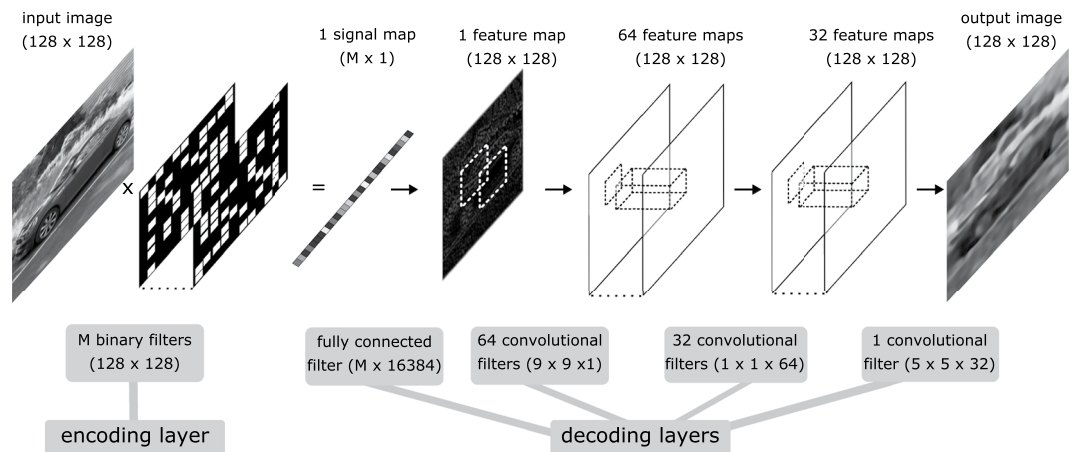 input image
(128 x 128)
1 signal map
(M x 1)
1 feature map
(128 x 128)
64 feature maps
(128 x 128)
32 feature maps
(128 x 128)
output image
(128 x 128)
x
=
M binary filters
(128 x 128)
fully connected
filter (M x 16384)
64 convolutional
filters (9 x 9 x1)
32 convolutional
filters (1 x 1 x 64)
1 convolutional
filter (5 x 5 x 32)
encoding layer
decoding layers